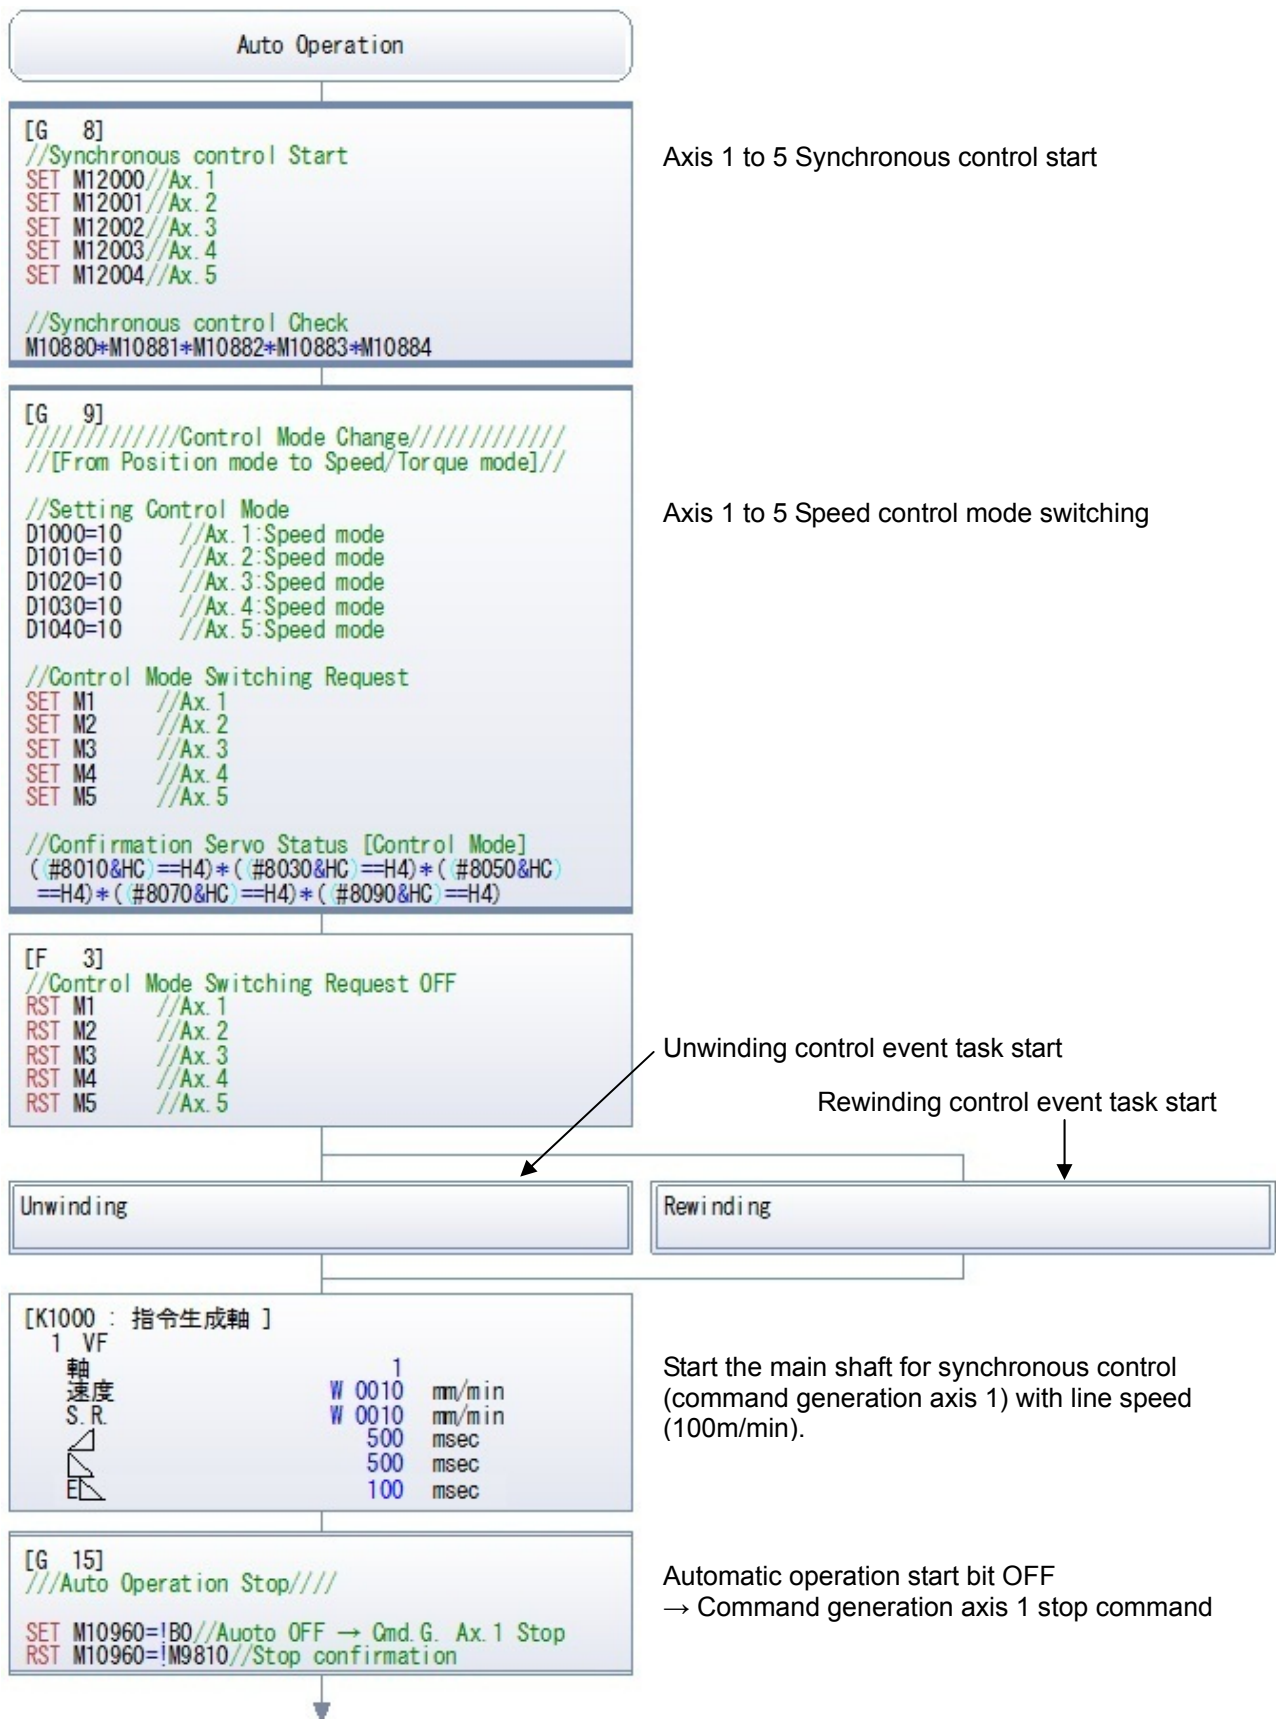 Auto Operation
[G   8]
//Synchronous control Start
SET M12000//Ax.1
SET M12001//Ax.2
SET M12002//Ax.3
SET M12003//Ax.4
SET M12004//Ax.5
//Synchronous control Check
M10880*M10881*M10882*M10883*M10884
Axis 1 to 5 Synchronous control start
[G   9]
/////////////Control Mode Change/////////////
//[From Position mode to Speed/Torque mode]//
//Setting Control Mode
D1000=10     //Ax.1:Speed mode
D1010=10     //Ax.2:Speed mode
D1020=10     //Ax.3:Speed mode
D1030=10     //Ax.4:Speed mode
D1040=10     //Ax.5:Speed mode
//Control Mode Switching Request
SET M1     //Ax.1
SET M2     //Ax.2
SET M3     //Ax.3
SET M4     //Ax.4
SET M5     //Ax.5
//Confirmation Servo Status [Control Mode]
((#8010&HC)==H4)*((#8030&HC)==H4)*((#8050&HC)
==H4)*((#8070&HC)==H4)*((#8090&HC)==H4)
Axis 1 to 5 Speed control mode switching
[F   3]
//Control Mode Switching Request OFF
RST M1     //Ax.1
RST M2     //Ax.2
RST M3     //Ax.3
RST M4     //Ax.4
RST M5     //Ax.5
Unwinding control event task start
Rewinding control event task start
Unwinding
Rewinding
[K1000 : 指令生成軸 ]
1 VF
軸 1
速度 W 0010 mm/min
S.R. W 0010 mm/min
500 msec
500 msec
E 100 msec
Start the main shaft for synchronous control
(command generation axis 1) with line speed
(100m/min).
[G  15]
///Auto Operation Stop////
SET M10960=!B0//Auoto OFF → Cmd.G. Ax.1 Stop
RST M10960=!M9810//Stop confirmation
Automatic operation start bit OFF
→ Command generation axis 1 stop command